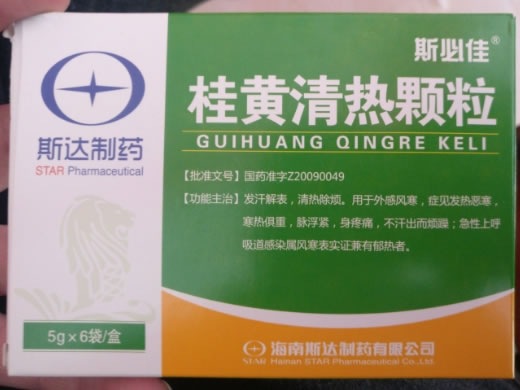 斯必佳®
斯达制药
STAR Pharmaceutical
桂黄清热颗粒
GUIHUANG QINGRE KELI
【批准文号】国药准字Z20090049
【功能主治】发汗解表，清热除烦。用于外感风寒，症见发热恶寒，
寒热俱重，脉浮紧，身疼痛，不汗出而烦躁；急性上呼
吸道感染属风寒表实证兼有郁热者。
5g×6袋/盒
STAR
海南斯达制药有限公司
Hainan STAR Pharmaceutical Co.,Ltd.